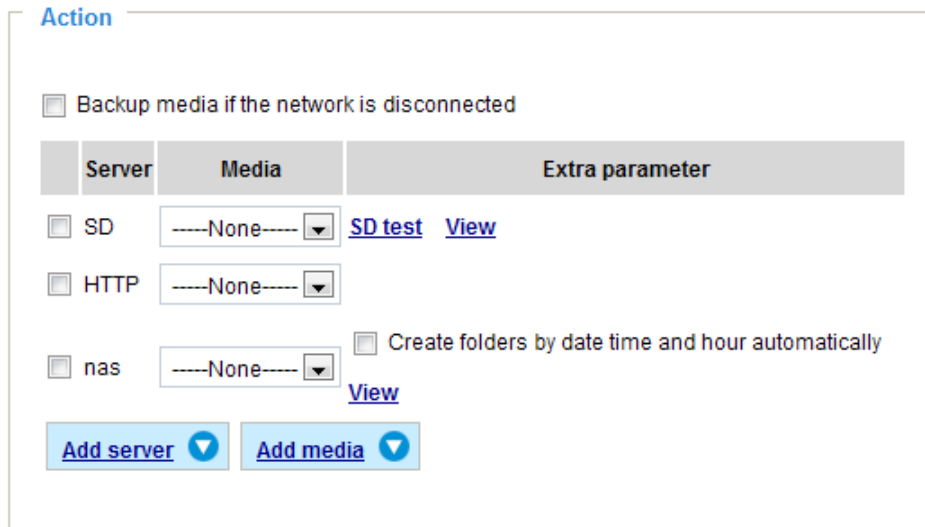 Action
Backup media if the network is disconnected
Server Media Extra parameter
SD -----None----- SD test View
HTTP -----None-----
nas -----None----- Create folders by date time and hour automatically
View
Add server Add media